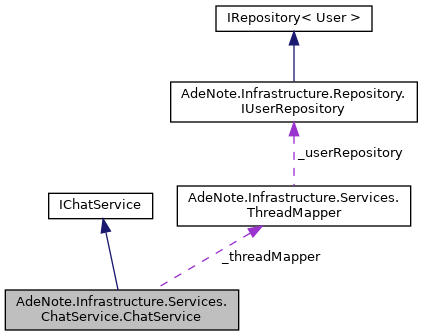 IRepository< User >
AdeNote.Infrastructure.Repository.
IUserRepository
_userRepository
AdeNote.Infrastructure.Services.
ThreadMapper
IChatService
_threadMapper
AdeNote.Infrastructure.Services.
ChatService.ChatService